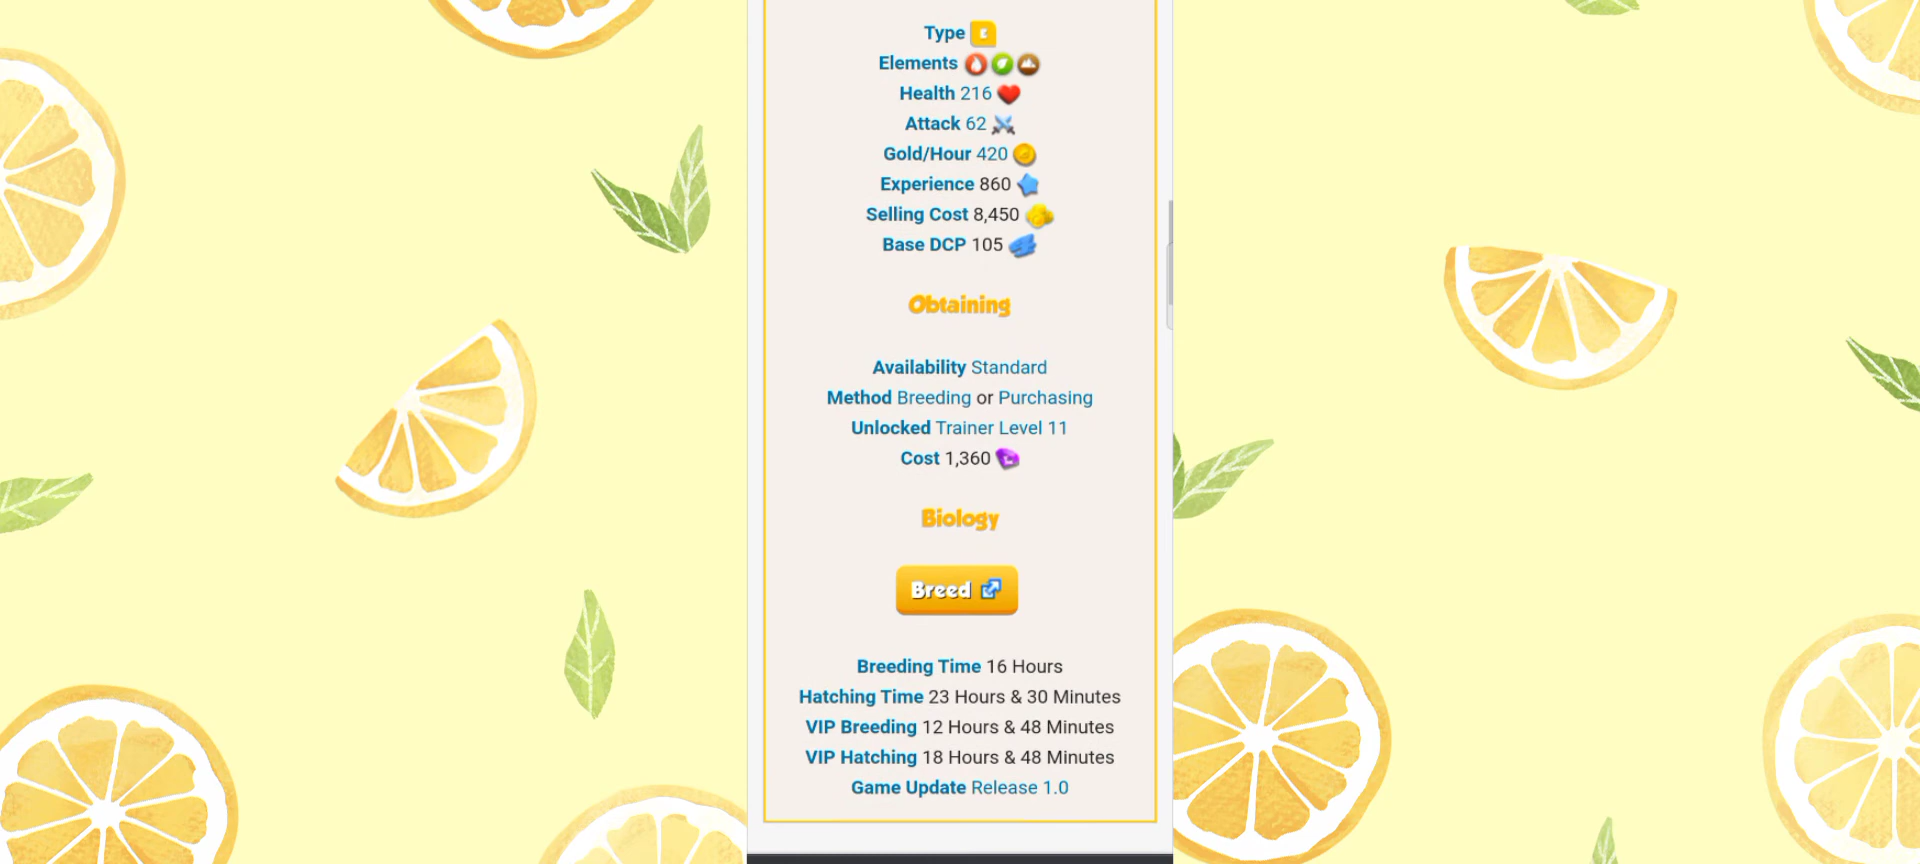 Type
Elements
Health 216
Attack 62
Gold/Hour 420
Experience 860
Selling Cost 8,450
Base DCP 105
Obtaining
Availability Standard
Method Breeding or Purchasing
Unlocked Trainer Level 11
Cost 1,360
Biology
Breed
Breeding Time 16 Hours
Hatching Time 23 Hours & 30 Minutes
VIP Breeding 12 Hours & 48 Minutes
VIP Hatching 18 Hours & 48 Minutes
Game Update Release 1.0